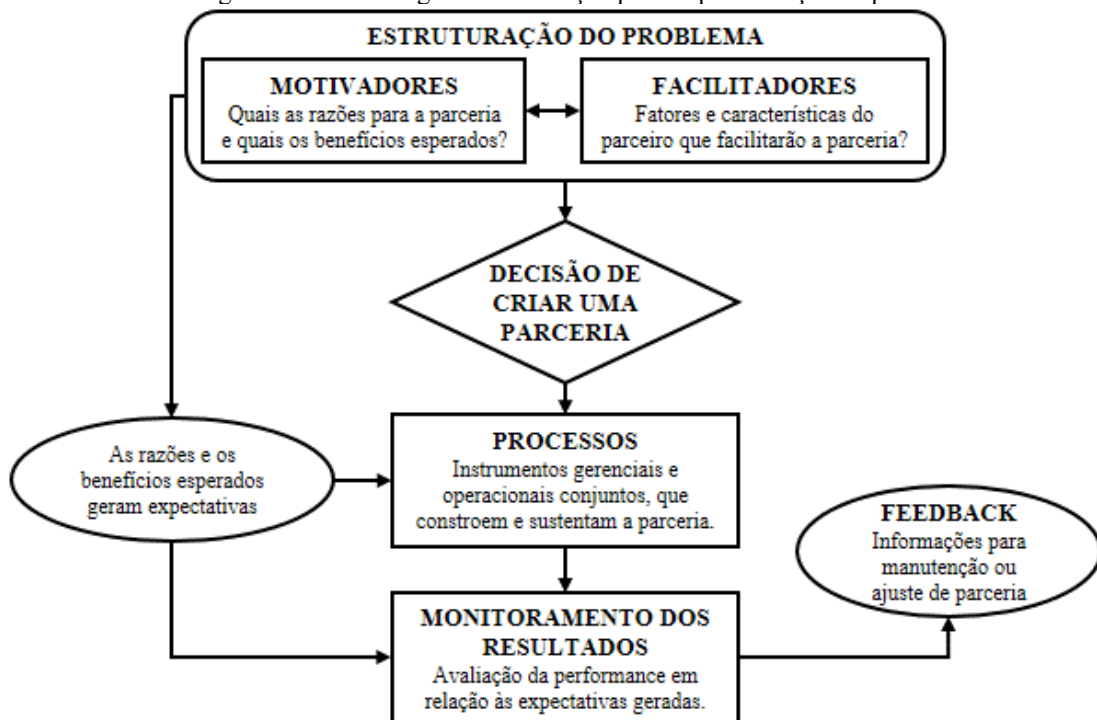 ESTRUTURAÇÃO DO PROBLEMA
MOTIVADORES
Quais as razões para a parceria
e quais os benefícios esperados?
FACILITADORES
Fatores e características do
parceiro que facilitarão a parceria?
DECISÃO DE
CRIAR UMA
PARCERIA
As razões e os
benefícios esperados
geram expectativas
PROCESSOS
Instrumentos gerenciais e
operacionais conjuntos, que
constroem e sustentam a parceria.
FEEDBACK
Informações para
manutenção ou
ajuste de parceria
MONITORAMENTO DOS
RESULTADOS
Avaliação da performance em
relação às expectativas geradas.